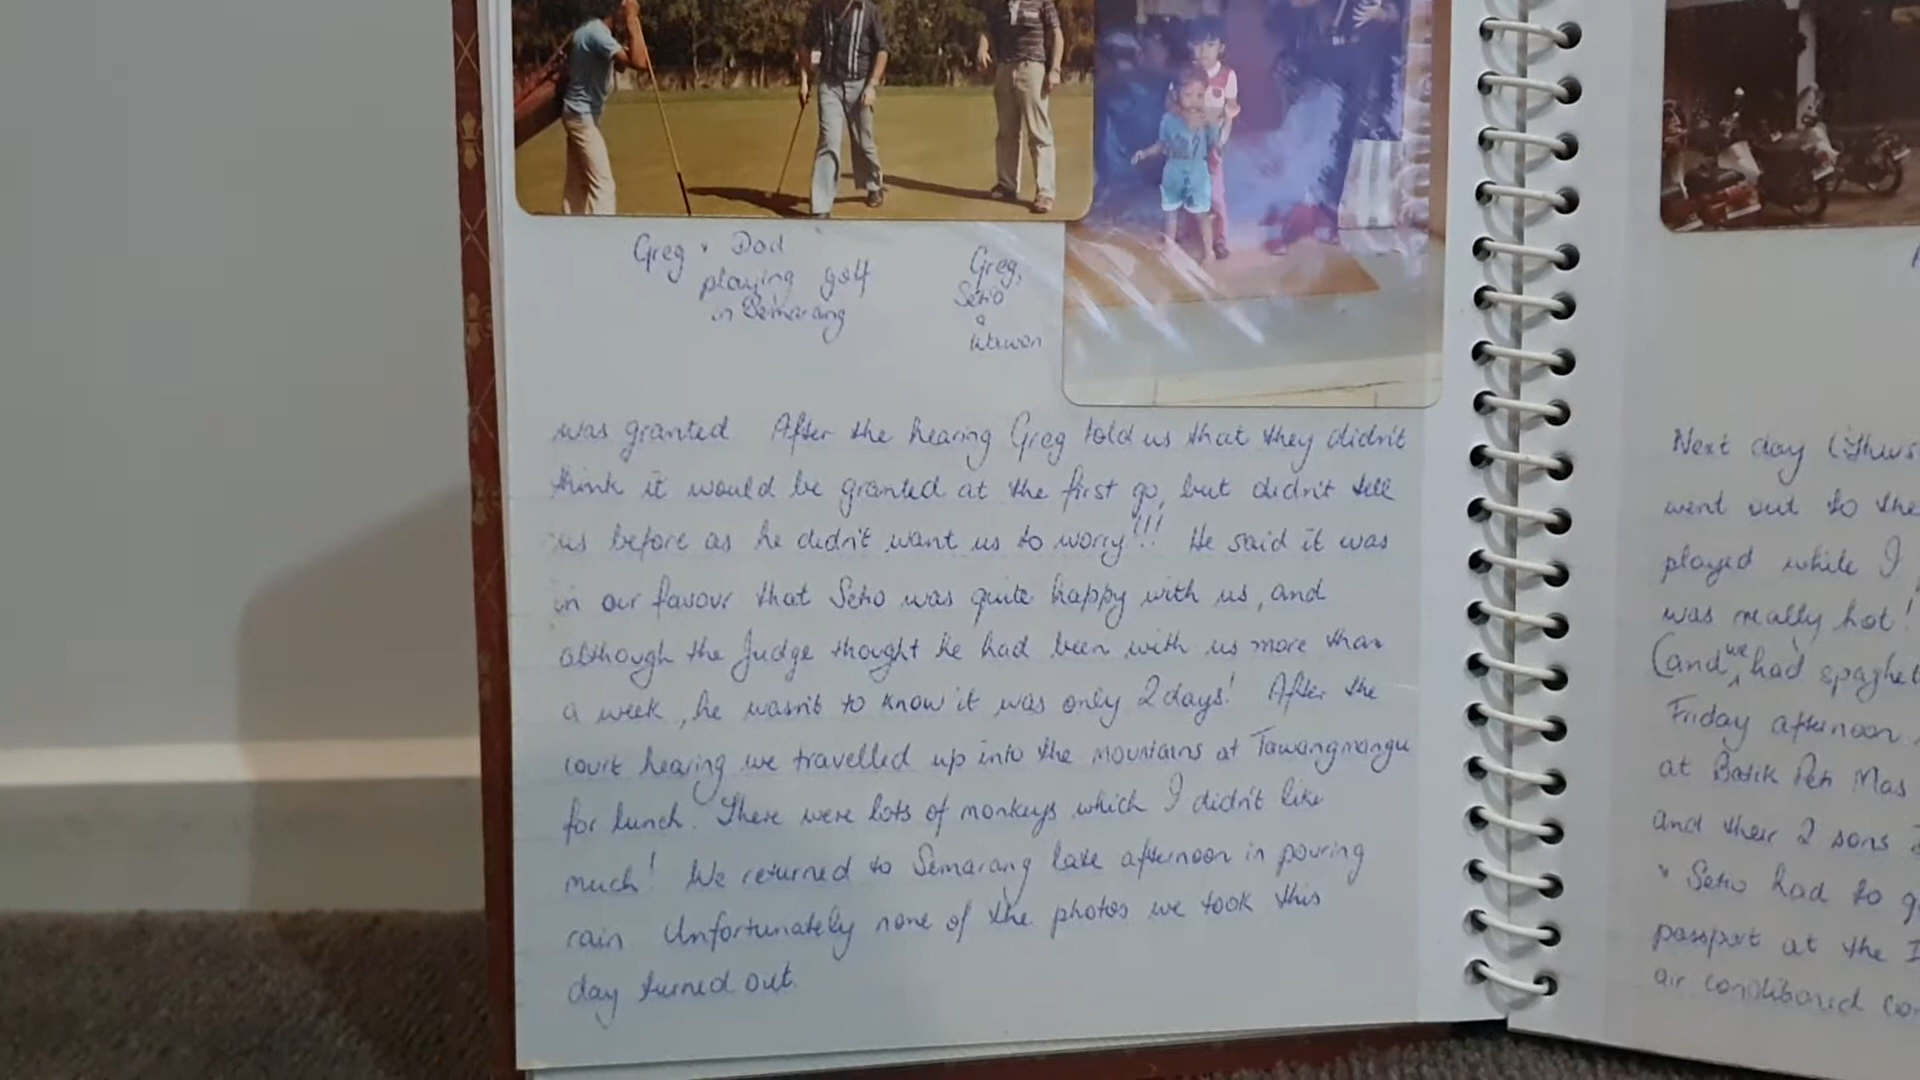 Greg & Dad
playing golf
in Semarang
Greg,
Setio
&
Wawan
was granted. After the hearing Greg told us that they didn't
think it would be granted at the first go, but didn't tell
us before as he didn't want us to worry!!! He said it was
in our favour that Setio was quite happy with us, and
although the Judge thought he had been with us more than
a week, he wasn't to know it was only 2 days! After the
court hearing we travelled up into the mountains at Tawangmangu
for lunch. There were lots of monkeys which I didn't like
much! We returned to Semarang late afternoon in pouring
rain. Unfortunately none of the photos we took this
day turned out.
Next day (Thurs
went out to the
played while I
was really hot!
(and we had spaghet
Friday afternoon
at Batik Pen Mas
and their 2 sons
Setio had to g
passport at the I
air conditioned co